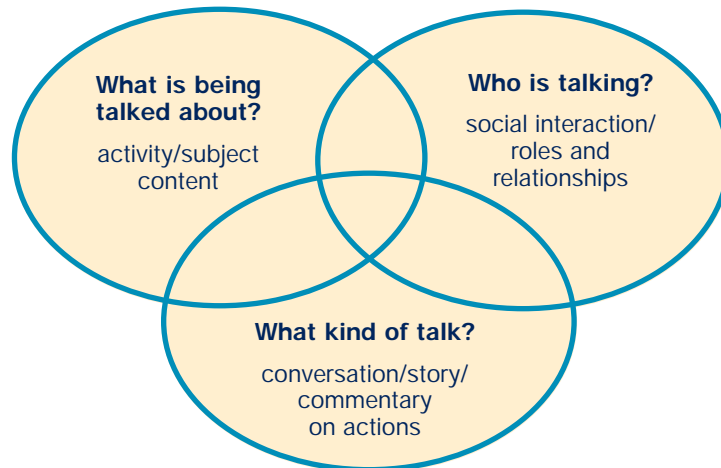 What is being
talked about?
activity/subject
content
Who is talking?
social interaction/
roles and
relationships
What kind of talk?
conversation/story/
commentary
on actions